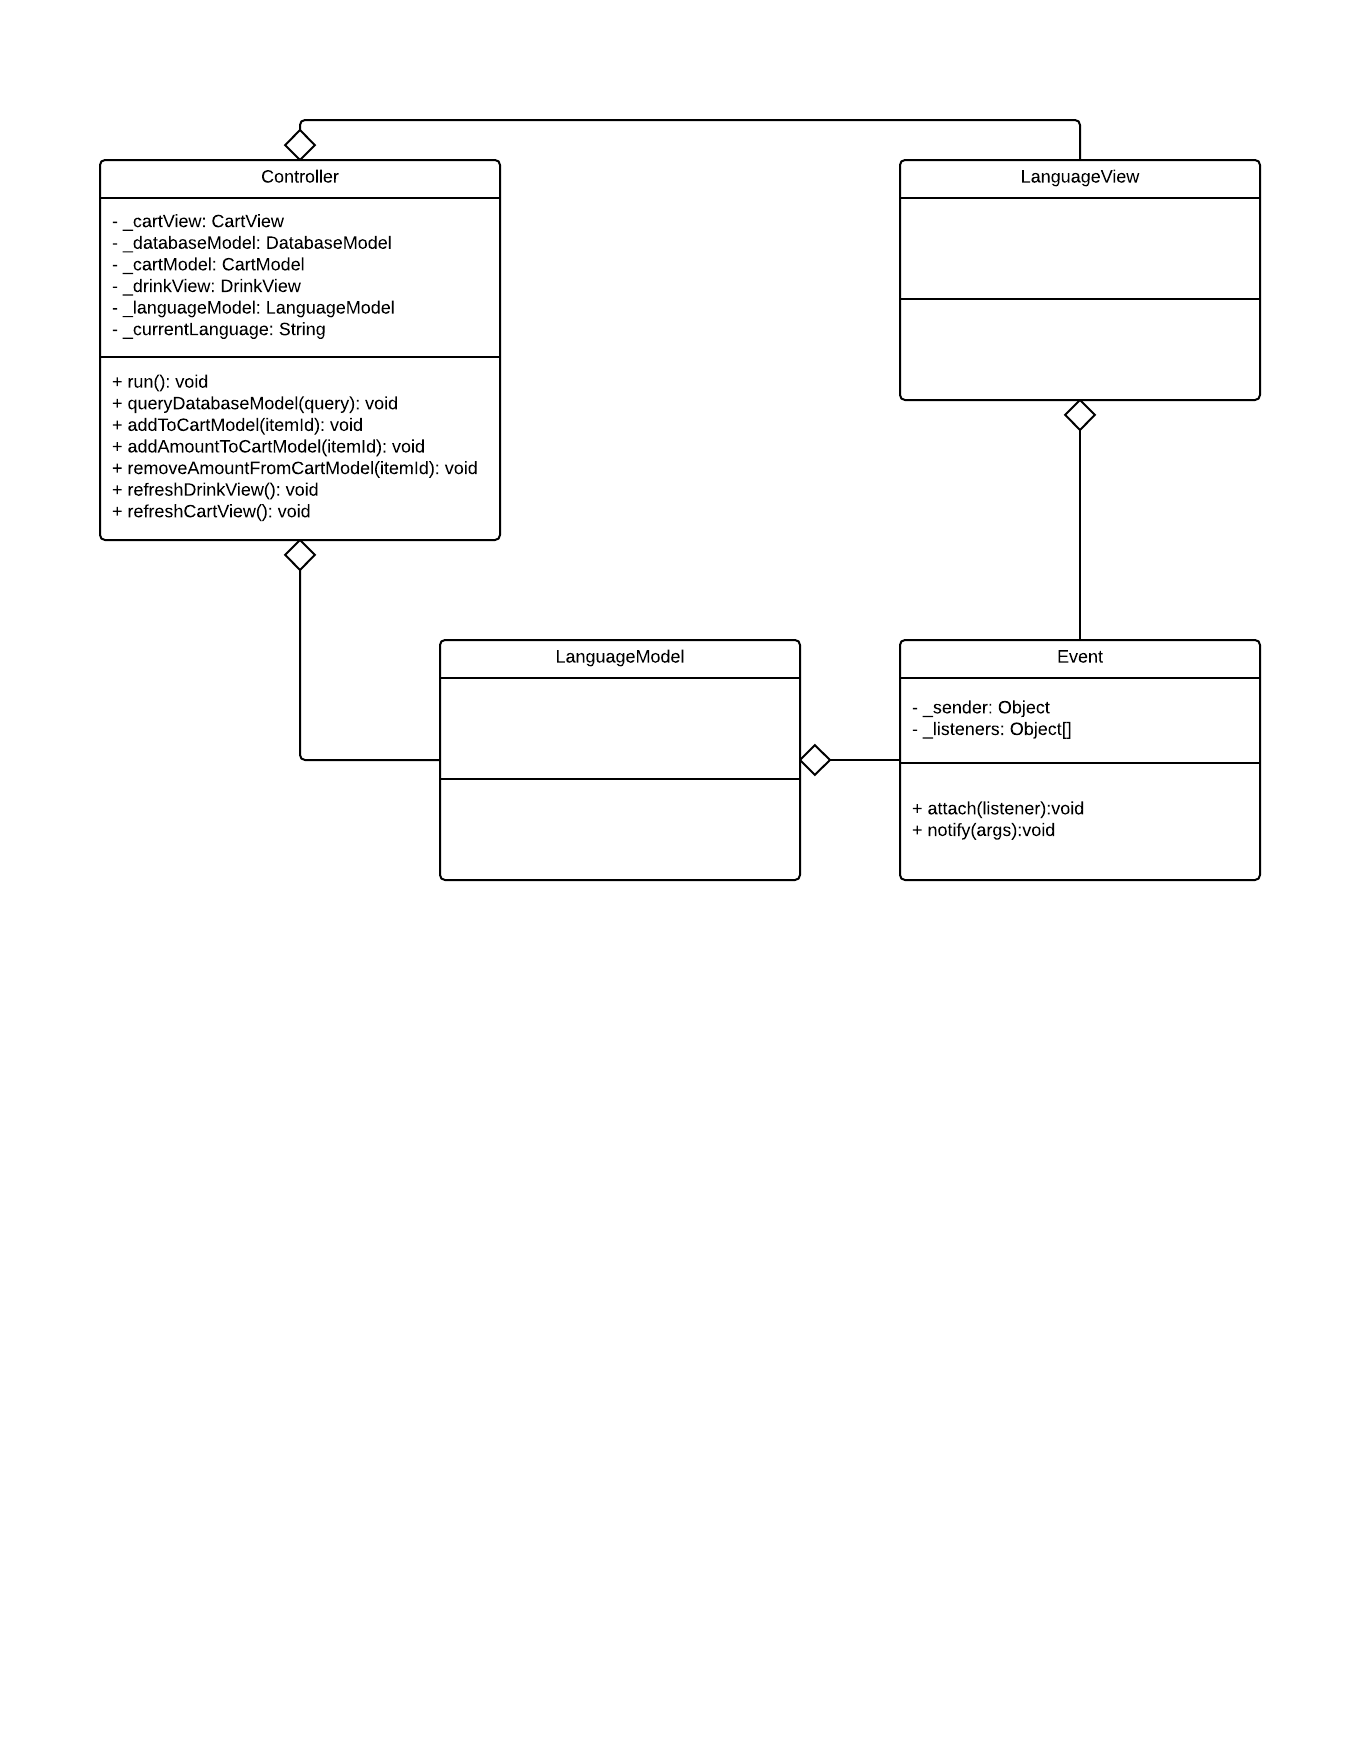 Controller
- _cartView: CartView
- _databaseModel: DatabaseModel
- _cartModel: CartModel
- _drinkView: DrinkView
- _languageModel: LanguageModel
- _currentLanguage: String
+ run(): void
+ queryDatabaseModel(query): void
+ addToCartModel(itemId): void
+ addAmountToCartModel(itemId): void
+ removeAmountFromCartModel(itemId): void
+ refreshDrinkView(): void
+ refreshCartView(): void
LanguageView
LanguageModel
Event
- _sender: Object
- _listeners: Object[]
+ attach(listener):void
+ notify(args):void